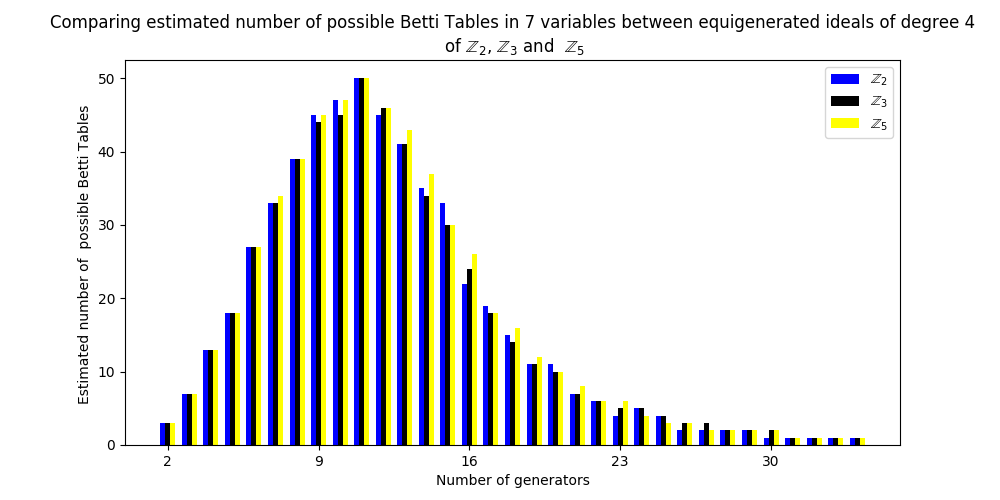 Comparing estimated number of possible Betti Tables in 7 variables between equigenerated ideals of degree 4
of ℤ₂, ℤ₃ and ℤ₅
ℤ₂
ℤ₃
ℤ₅
Estimated number of possible Betti Tables
50
40
30
20
10
0
2 9 16 23 30
Number of generators